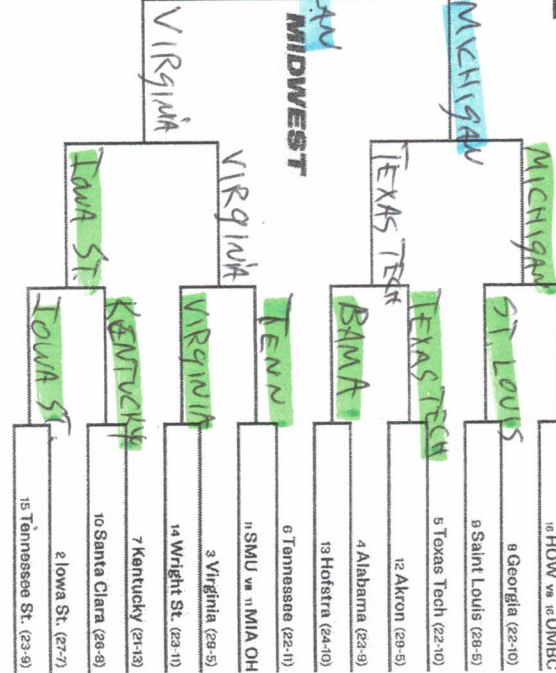 16 HOW vs 16 UMBC
8 Georgia (22-10)
9 Saint Louis (28-5)
5 Texas Tech (22-10)
12 Akron (29-5)
4 Alabama (23-9)
13 Hofstra (24-10)
6 Tennessee (22-11)
11 SMU vs 11 MIA OH
3 Virginia (29-5)
14 Wright St. (23-11)
7 Kentucky (21-13)
10 Santa Clara (26-8)
2 Iowa St. (27-7)
15 Tennessee St. (23-9)
ST. LOUIS
TEXAS TECH
BAMA
TENN
VIRGINIA
KENTUCKY
IOWA ST.
MICHIGAN
TEXAS TECH
VIRGINIA
IOWA ST.
MICHIGAN
VIRGINIA
MIDWEST